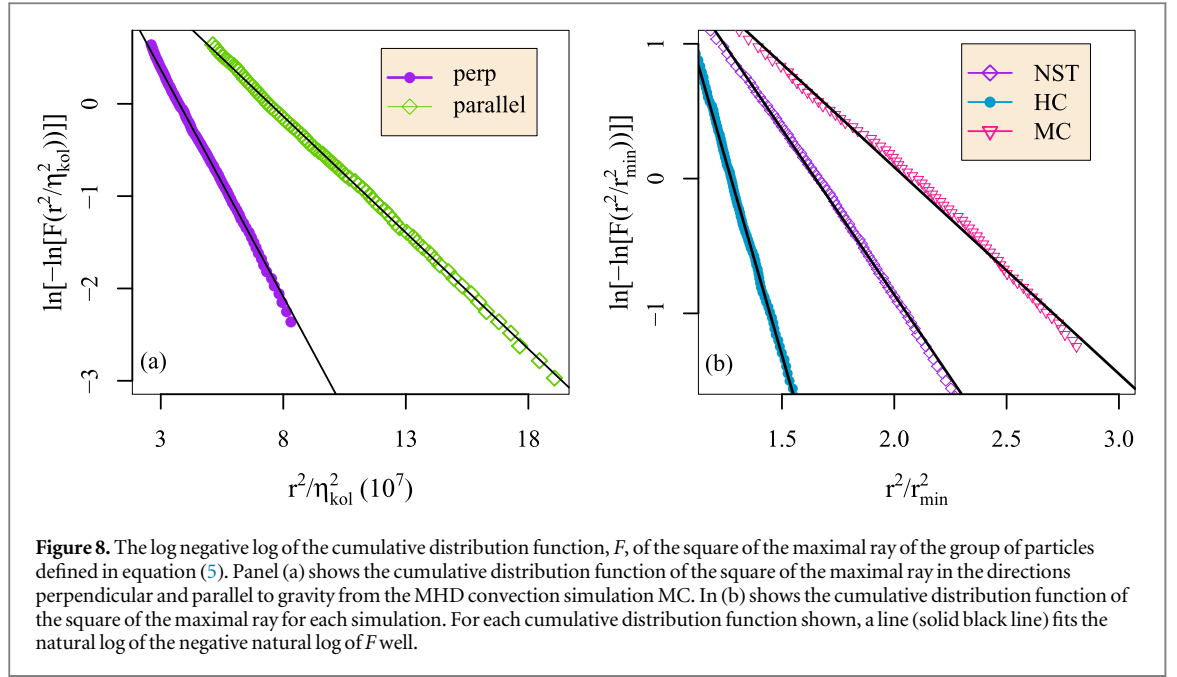 perp
parallel
0
−1
−2
−3
ln[−ln[F(r²/η²kol))]]
(a)
3 8 13 18
r²/η²kol (10⁷)
NST
HC
MC
1
0
−1
ln[−ln[F(r²/r²min))]]
(b)
1.5 2.0 2.5 3.0
r²/r²min
Figure 8. The log negative log of the cumulative distribution function, F, of the square of the maximal ray of the group of particles
defined in equation (5). Panel (a) shows the cumulative distribution function of the square of the maximal ray in the directions
perpendicular and parallel to gravity from the MHD convection simulation MC. In (b) shows the cumulative distribution function of
the square of the maximal ray for each simulation. For each cumulative distribution function shown, a line (solid black line) fits the
natural log of the negative natural log of F well.